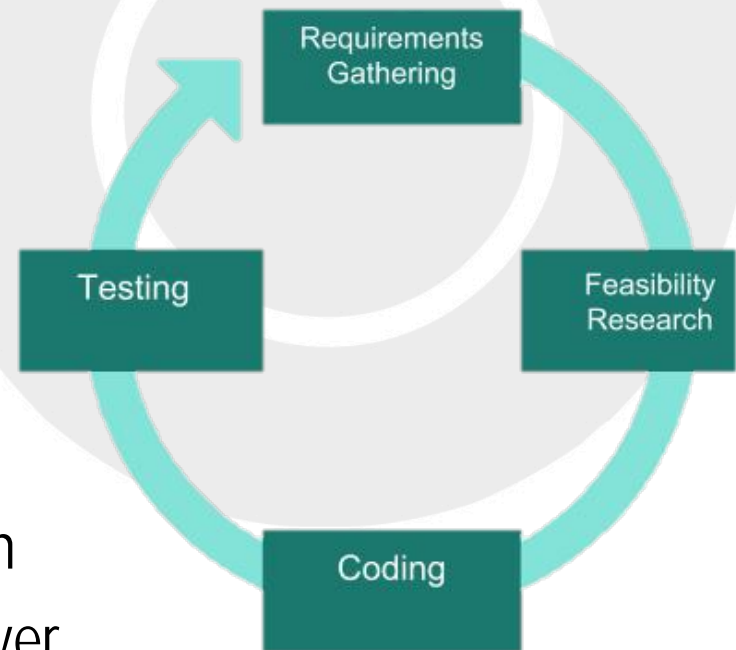 Requirements
Gathering
Testing
Feasibility
Research
Coding